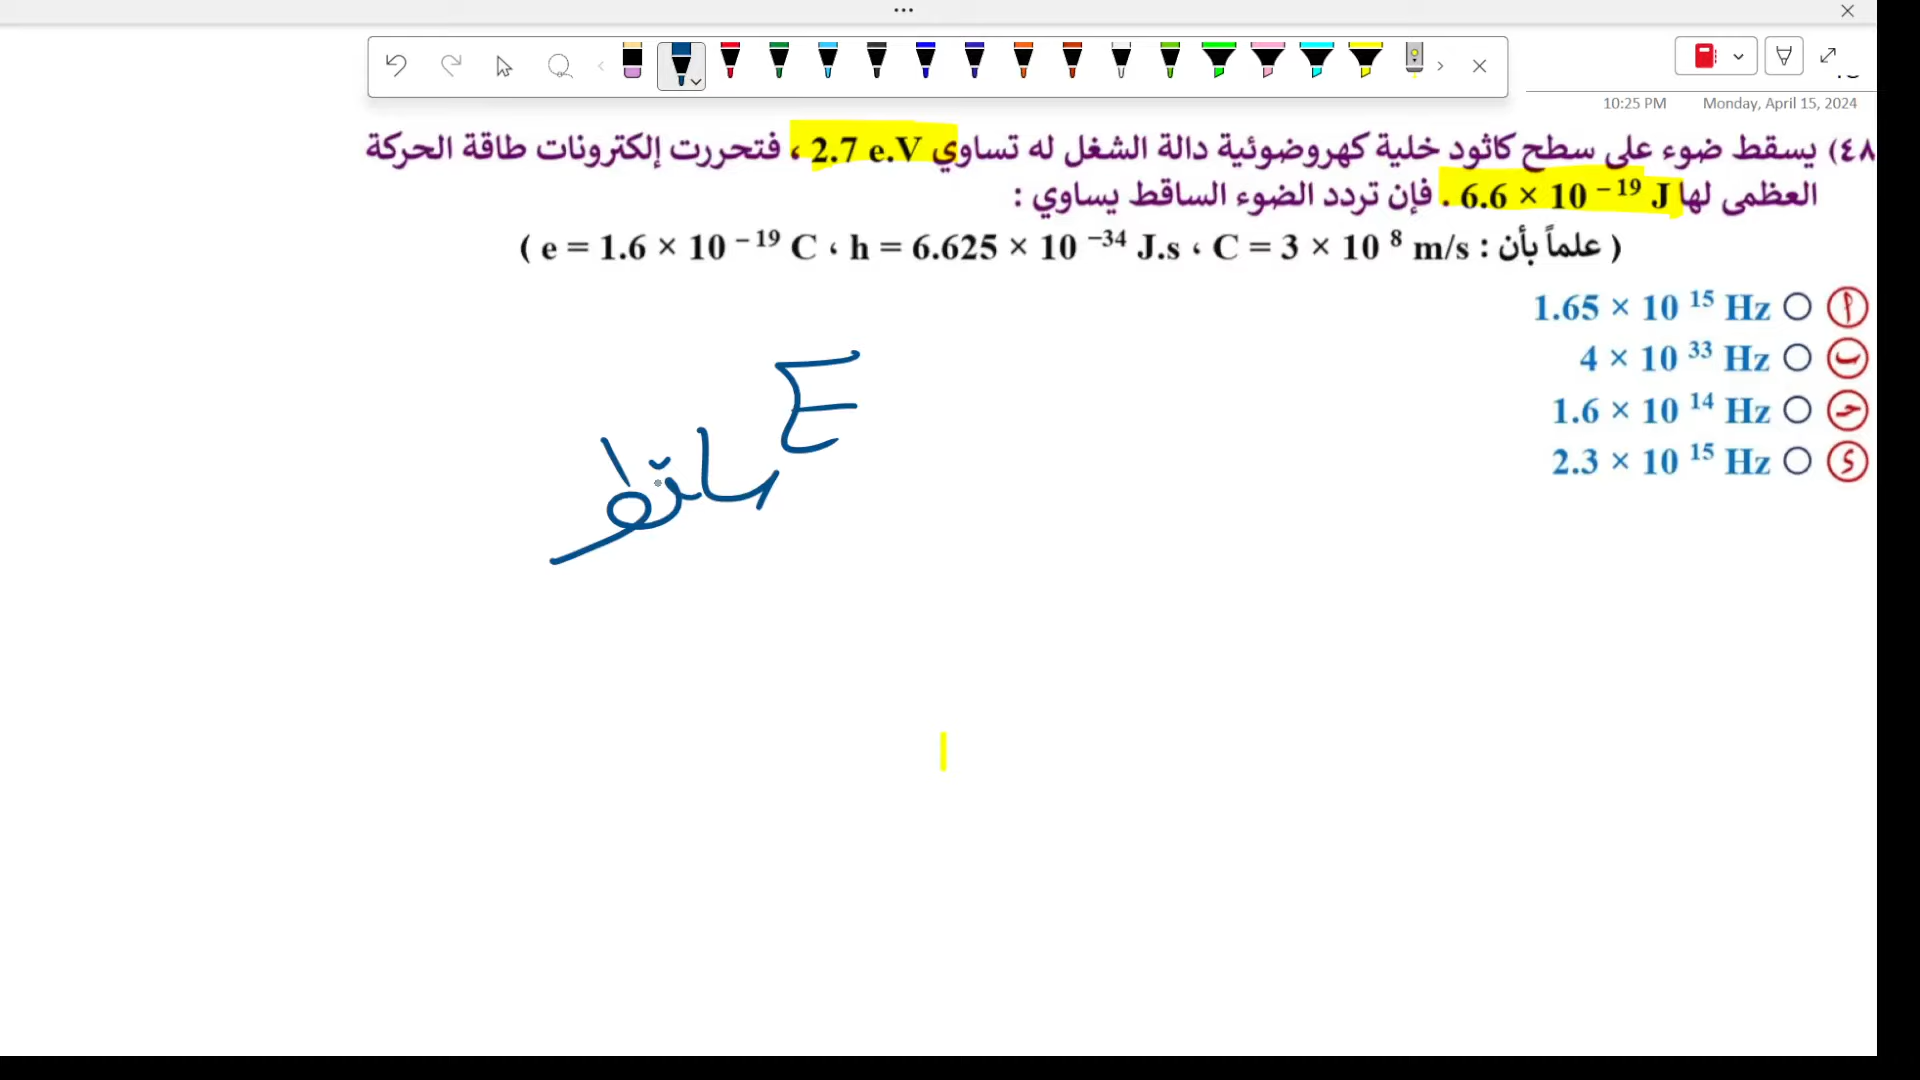 10:25 PM Monday, April 15, 2024
٤٨) يسقط ضوء على سطح كاثود خلية كهروضوئية دالة الشغل له تساوي 2.7 e.V ، فتحررت إلكترونات طاقة الحركة
العظمى لها 6.6 × 10 ⁻¹⁹ J . فإن تردد الضوء الساقط يساوي :
( علماً بأن : e = 1.6 × 10 ⁻¹⁹ C ، h = 6.625 × 10 ⁻³⁴ J.s ، C = 3 × 10 ⁸ m/s )
أ 1.65 × 10 ¹⁵ Hz
ب 4 × 10 ³³ Hz
جـ 1.6 × 10 ¹⁴ Hz
د 2.3 × 10 ¹⁵ Hz
E
ساقط